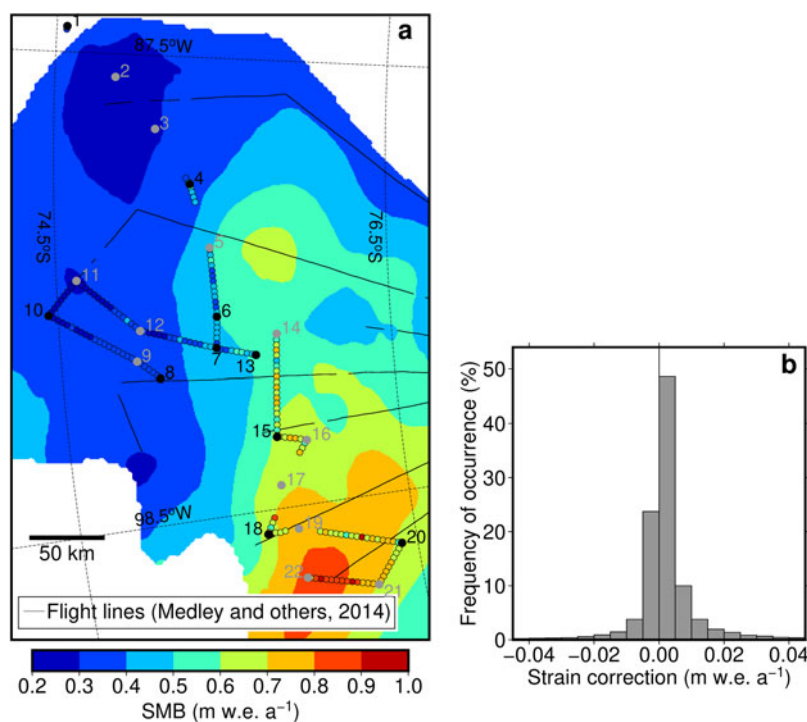 a
1
87.5°W
2
3
4
74.5°S
76.5°S
5
11
6
10
12
14
7
13
9
8
15
16
17
98.5°W
18
19
20
50 km
22
21
Flight lines (Medley and others, 2014)
0.2 0.3 0.4 0.5 0.6 0.7 0.8 0.9 1.0
SMB (m w.e. a⁻¹)
b
Frequency of occurrence (%)
50
40
30
20
10
0
-0.04 -0.02 0.00 0.02 0.04
Strain correction (m w.e. a⁻¹)